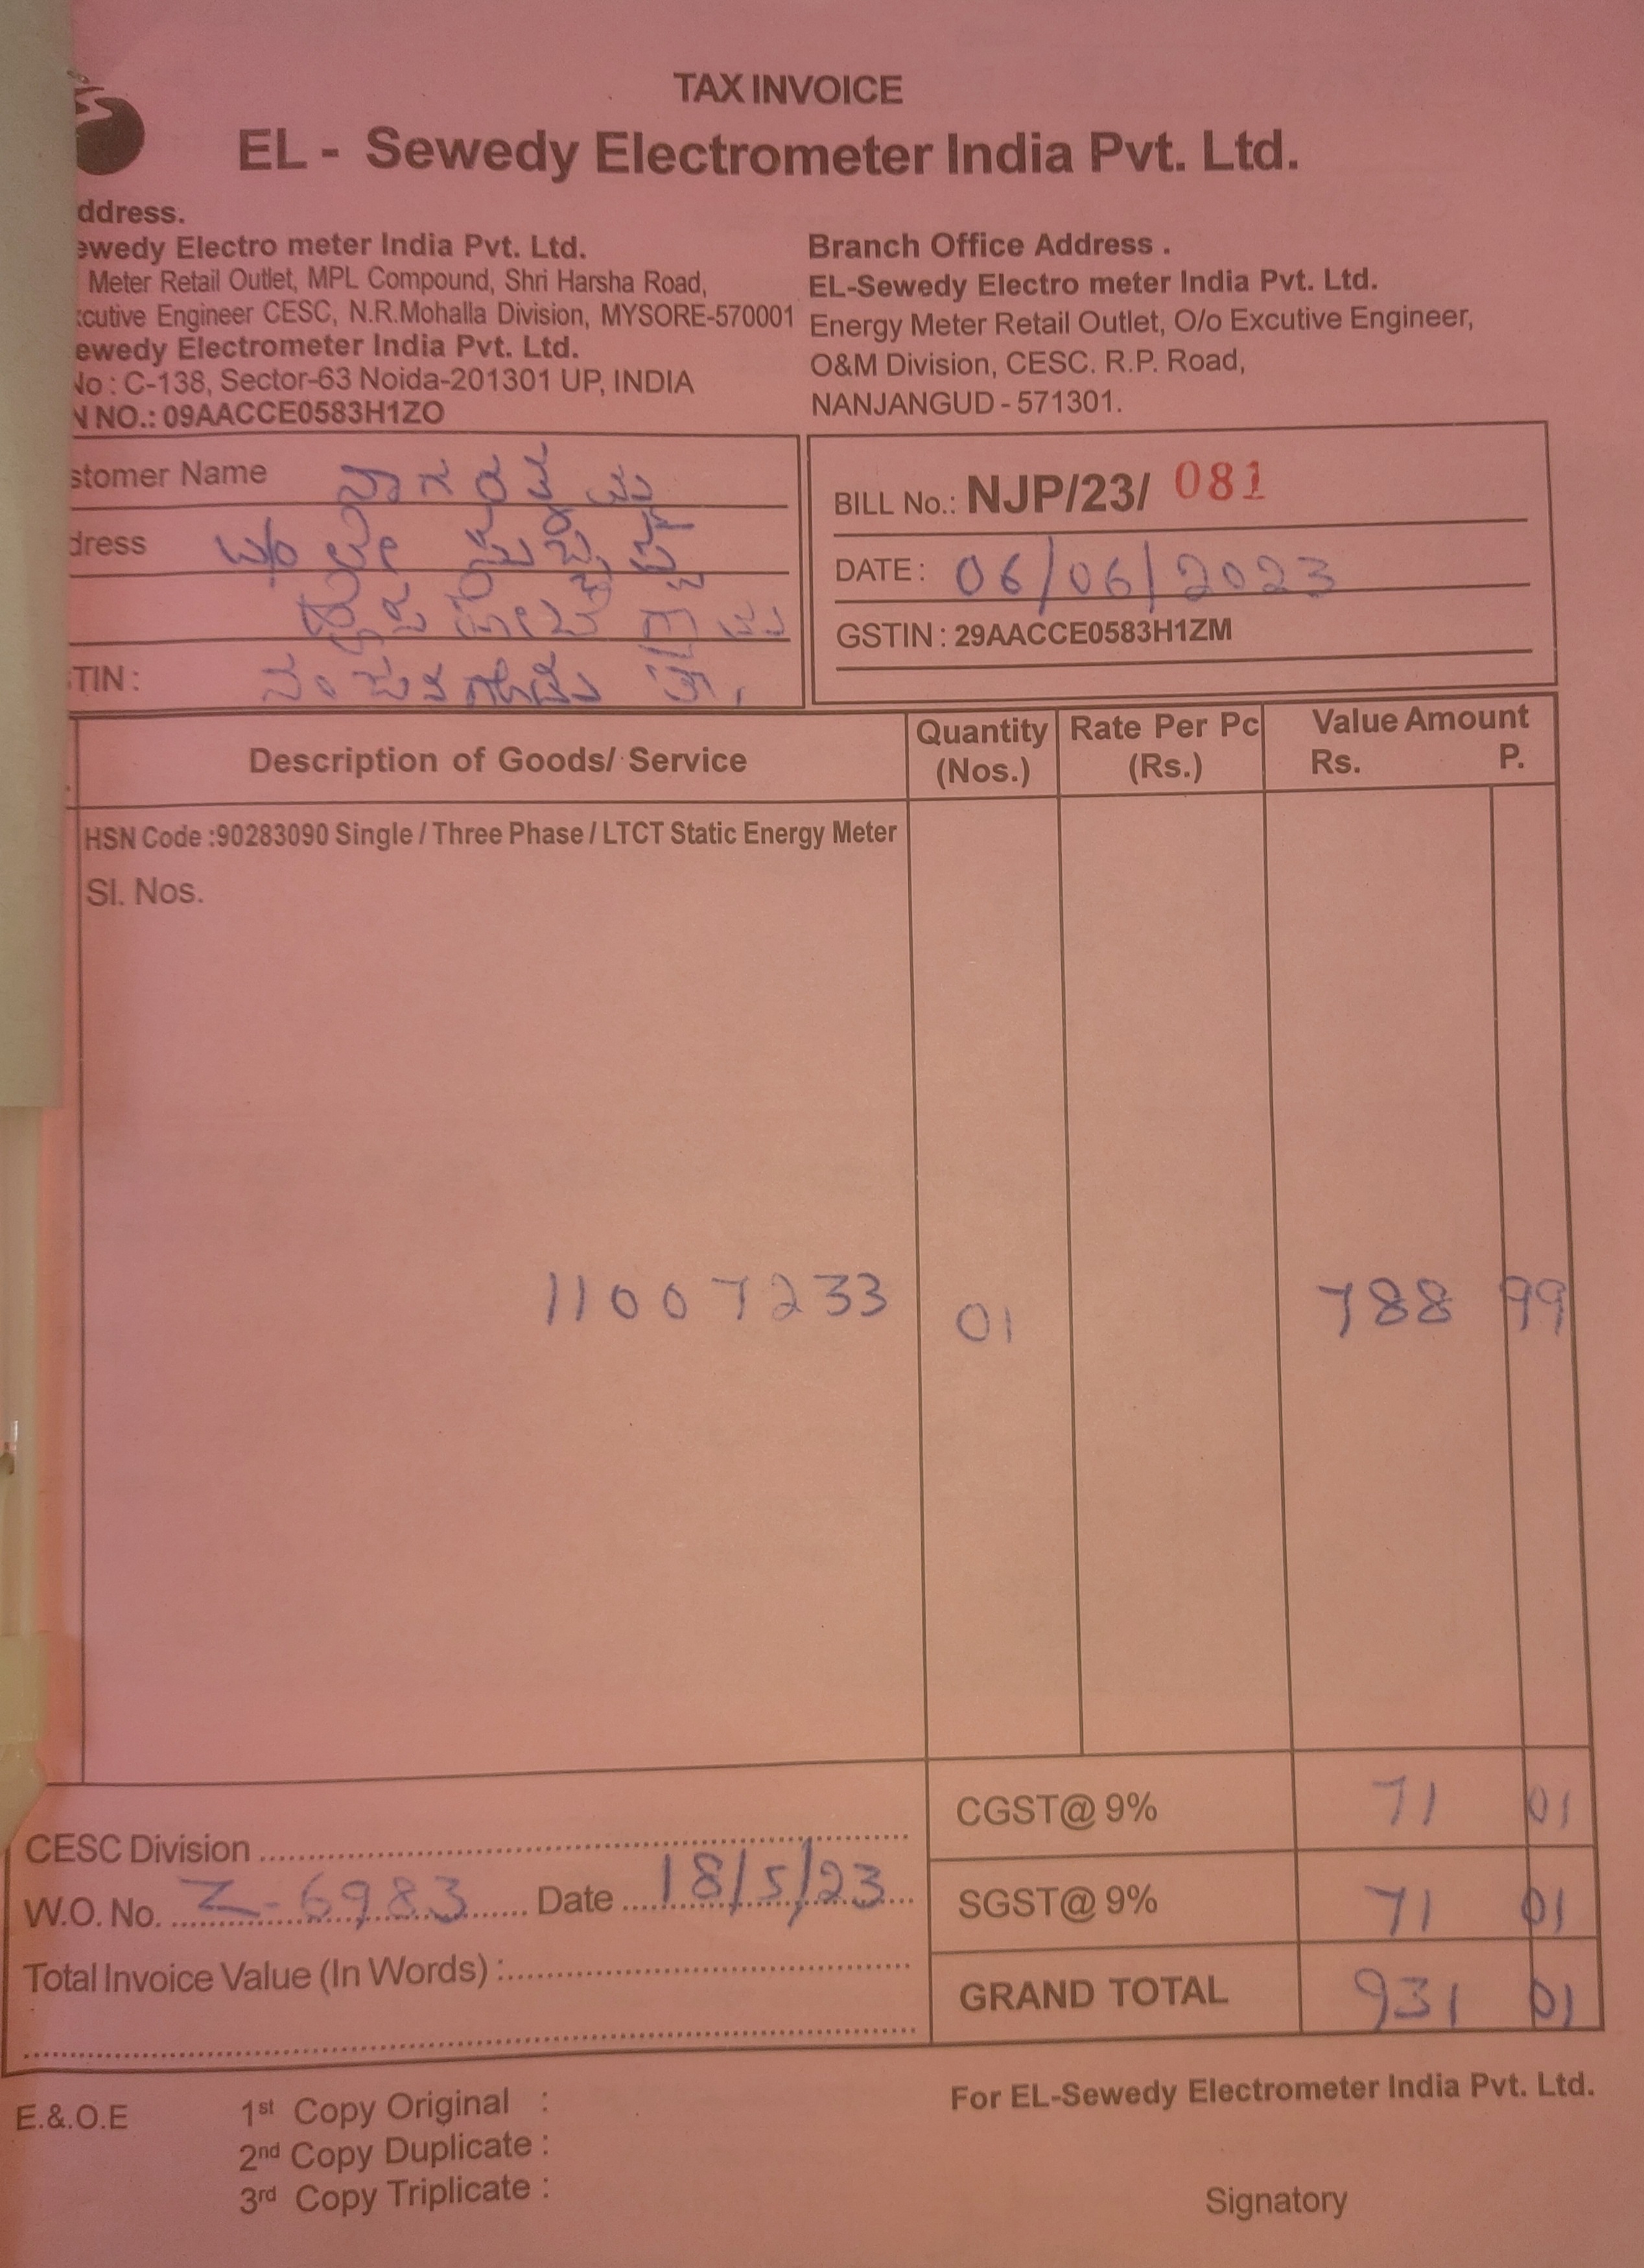 TAX INVOICE
EL - Sewedy Electrometer India Pvt. Ltd.
ddress.
ewedy Electro meter India Pvt. Ltd.
Meter Retail Outlet, MPL Compound, Shri Harsha Road,
xcutive Engineer CESC, N.R.Mohalla Division, MYSORE-570001
ewedy Electrometer India Pvt. Ltd.
No : C-138, Sector-63 Noida-201301 UP, INDIA
N NO.: 09AACCE0583H1ZO
Branch Office Address .
EL-Sewedy Electro meter India Pvt. Ltd.
Energy Meter Retail Outlet, O/o Excutive Engineer,
O&M Division, CESC. R.P. Road,
NANJANGUD - 571301.
stomer Name ನಾಗರತ್ನಮ್ಮ
dress W/o ಲೇ
ಗ್ರಾಮ
STIN : ನಂಜನಗೂಡು ತಾ,
BILL No.: NJP/23/ 081
DATE : 06/06/2023
GSTIN : 29AACCE0583H1ZM
Description of Goods/ Service
Quantity (Nos.)
Rate Per Pc (Rs.)
Value Amount
Rs. P.
HSN Code :90283090 Single / Three Phase / LTCT Static Energy Meter
Sl. Nos.
11007233 01 788 99
CGST@ 9% 71 01
SGST@ 9% 71 01
GRAND TOTAL 931 01
CESC Division
W.O. No. Z-6983 Date 18/5/23
Total Invoice Value (In Words) :
E.&.O.E
1st Copy Original :
2nd Copy Duplicate :
3rd Copy Triplicate :
For EL-Sewedy Electrometer India Pvt. Ltd.
Signatory